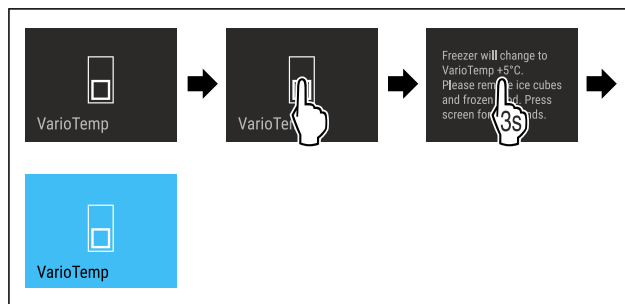 VarioTemp
VarioTe
Freezer will change to
VarioTemp +5°C.
Please ice cubes
and frozen Press
screen for
3s
VarioTemp